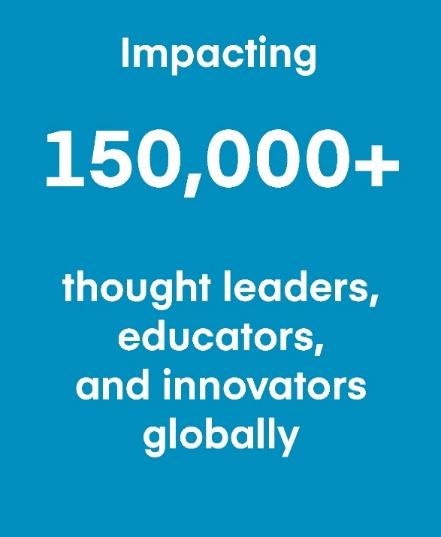 Impacting
150,000+
thought leaders,
educators,
and innovators
globally